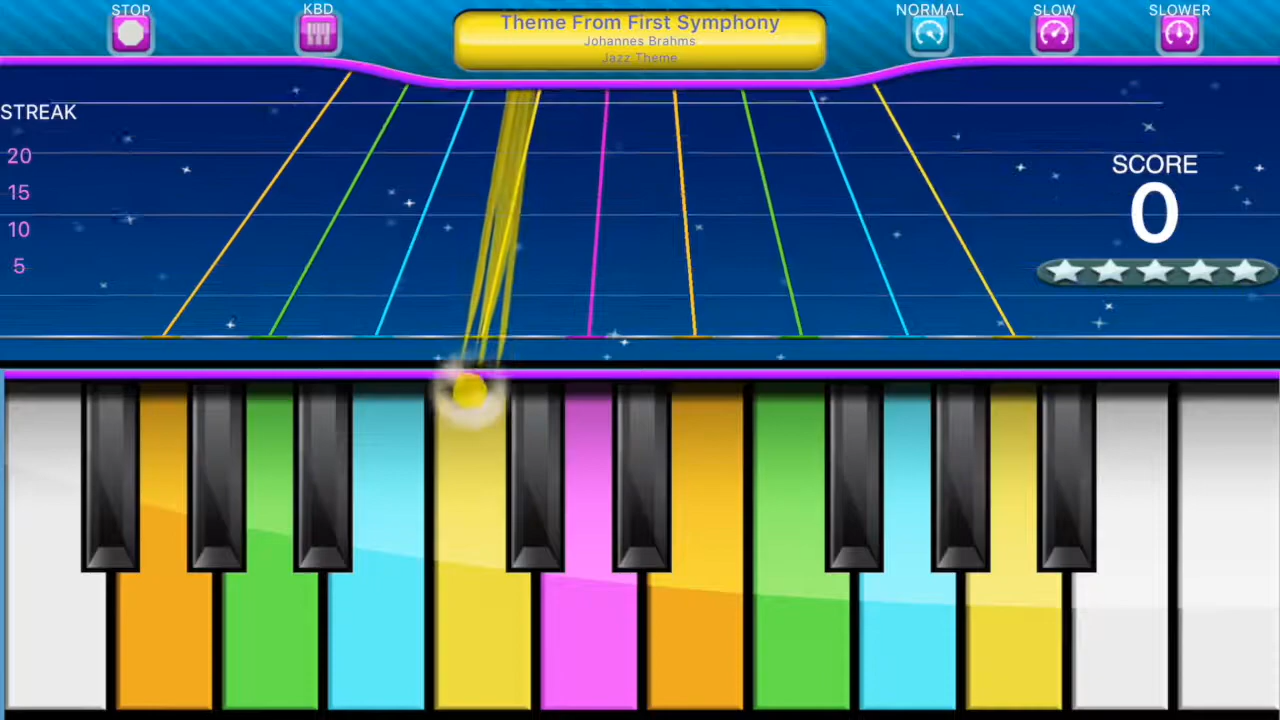 STOP
KBD
Theme From First Symphony
Johannes Brahms
Jazz Theme
NORMAL
SLOW
SLOWER
STREAK
20
15
10
5
SCORE
0